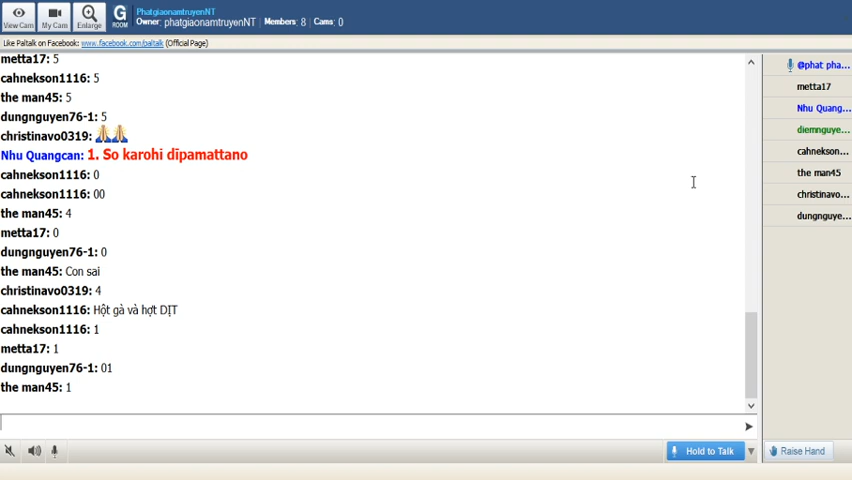 PhatgiaonamtruyenNT
Owner: phatgiaonamtruyenNT Members: 8 Cams: 0
View Cam My Cam Enlarge G ROOM
Like Paltalk on Facebook: www.facebook.com/paltalk (Official Page)
metta17: 5
cahnekson1116: 5
the man45: 5
dungnguyen76-1: 5
christinavo0319:
Nhu Quangcan: 1. So karohi dīpamattano
cahnekson1116: 0
cahnekson1116: 00
the man45: 4
metta17: 0
dungnguyen76-1: 0
the man45: Con sai
christinavo0319: 4
cahnekson1116: Hột gà và hợt DỊT
cahnekson1116: 1
metta17: 1
dungnguyen76-1: 01
the man45: 1
@phat pha...
metta17
Nhu Quang...
diemnguye...
cahnekson...
the man45
christinavo...
dungnguye...
Hold to Talk
Raise Hand